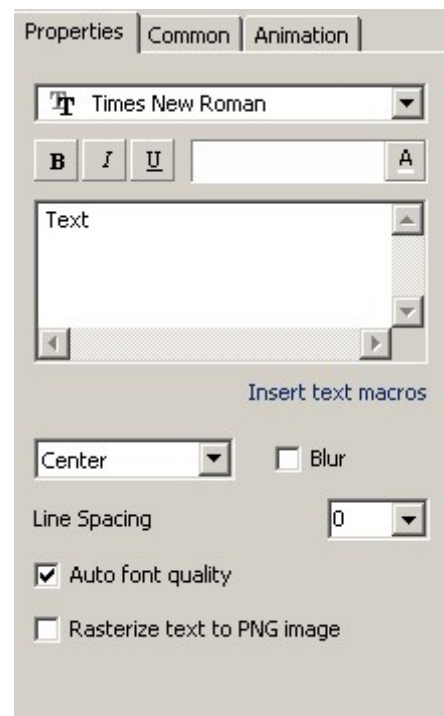 Properties Common Animation
Times New Roman
B I U A
Text
Insert text macros
Center Blur
Line Spacing 0
Auto font quality
Rasterize text to PNG image